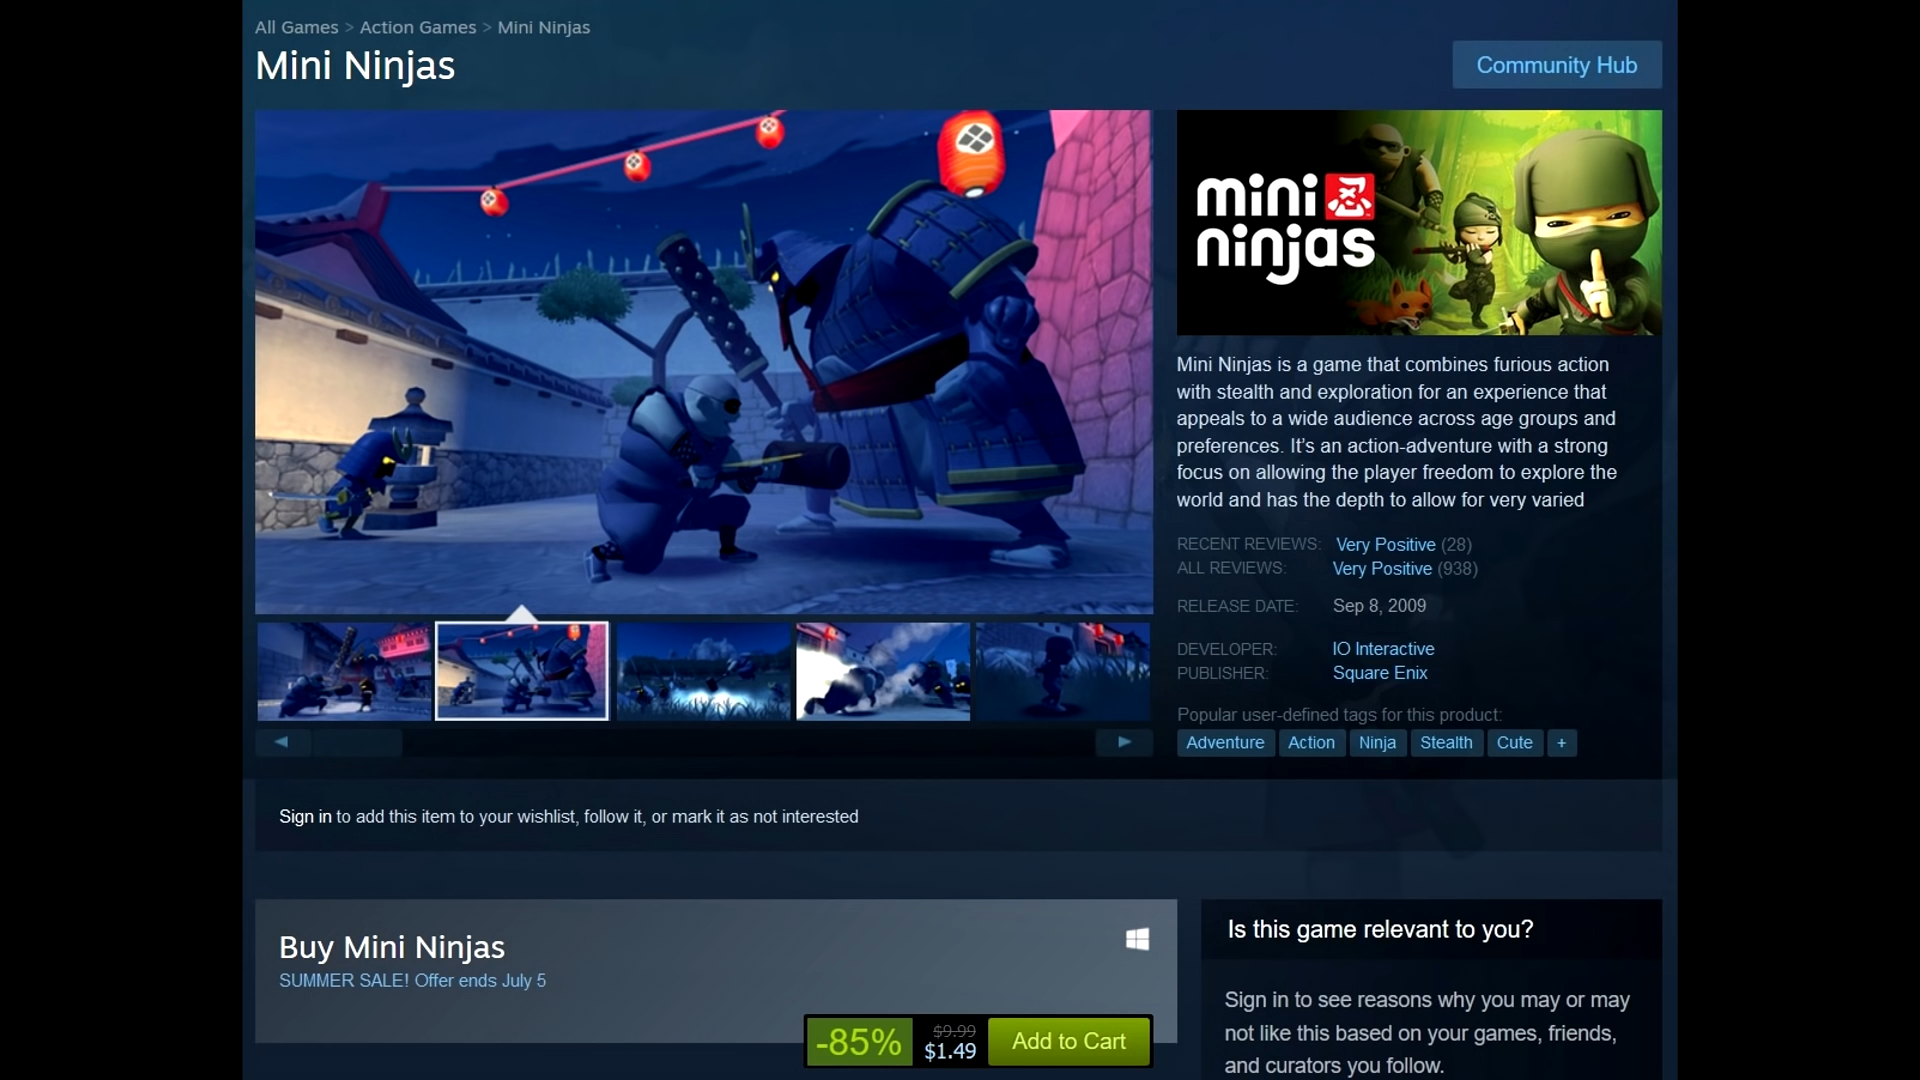 All Games > Action Games > Mini Ninjas
Mini Ninjas
Community Hub
mini 忍
ninjas
Mini Ninjas is a game that combines furious action
with stealth and exploration for an experience that
appeals to a wide audience across age groups and
preferences. It's an action-adventure with a strong
focus on allowing the player freedom to explore the
world and has the depth to allow for very varied
RECENT REVIEWS: Very Positive (28)
ALL REVIEWS: Very Positive (938)
RELEASE DATE: Sep 8, 2009
DEVELOPER: IO Interactive
PUBLISHER: Square Enix
Popular user-defined tags for this product:
Adventure Action Ninja Stealth Cute +
Sign in to add this item to your wishlist, follow it, or mark it as not interested
Buy Mini Ninjas
SUMMER SALE! Offer ends July 5
-85% $9.99 $1.49 Add to Cart
Is this game relevant to you?
Sign in to see reasons why you may or may
not like this based on your games, friends,
and curators you follow.